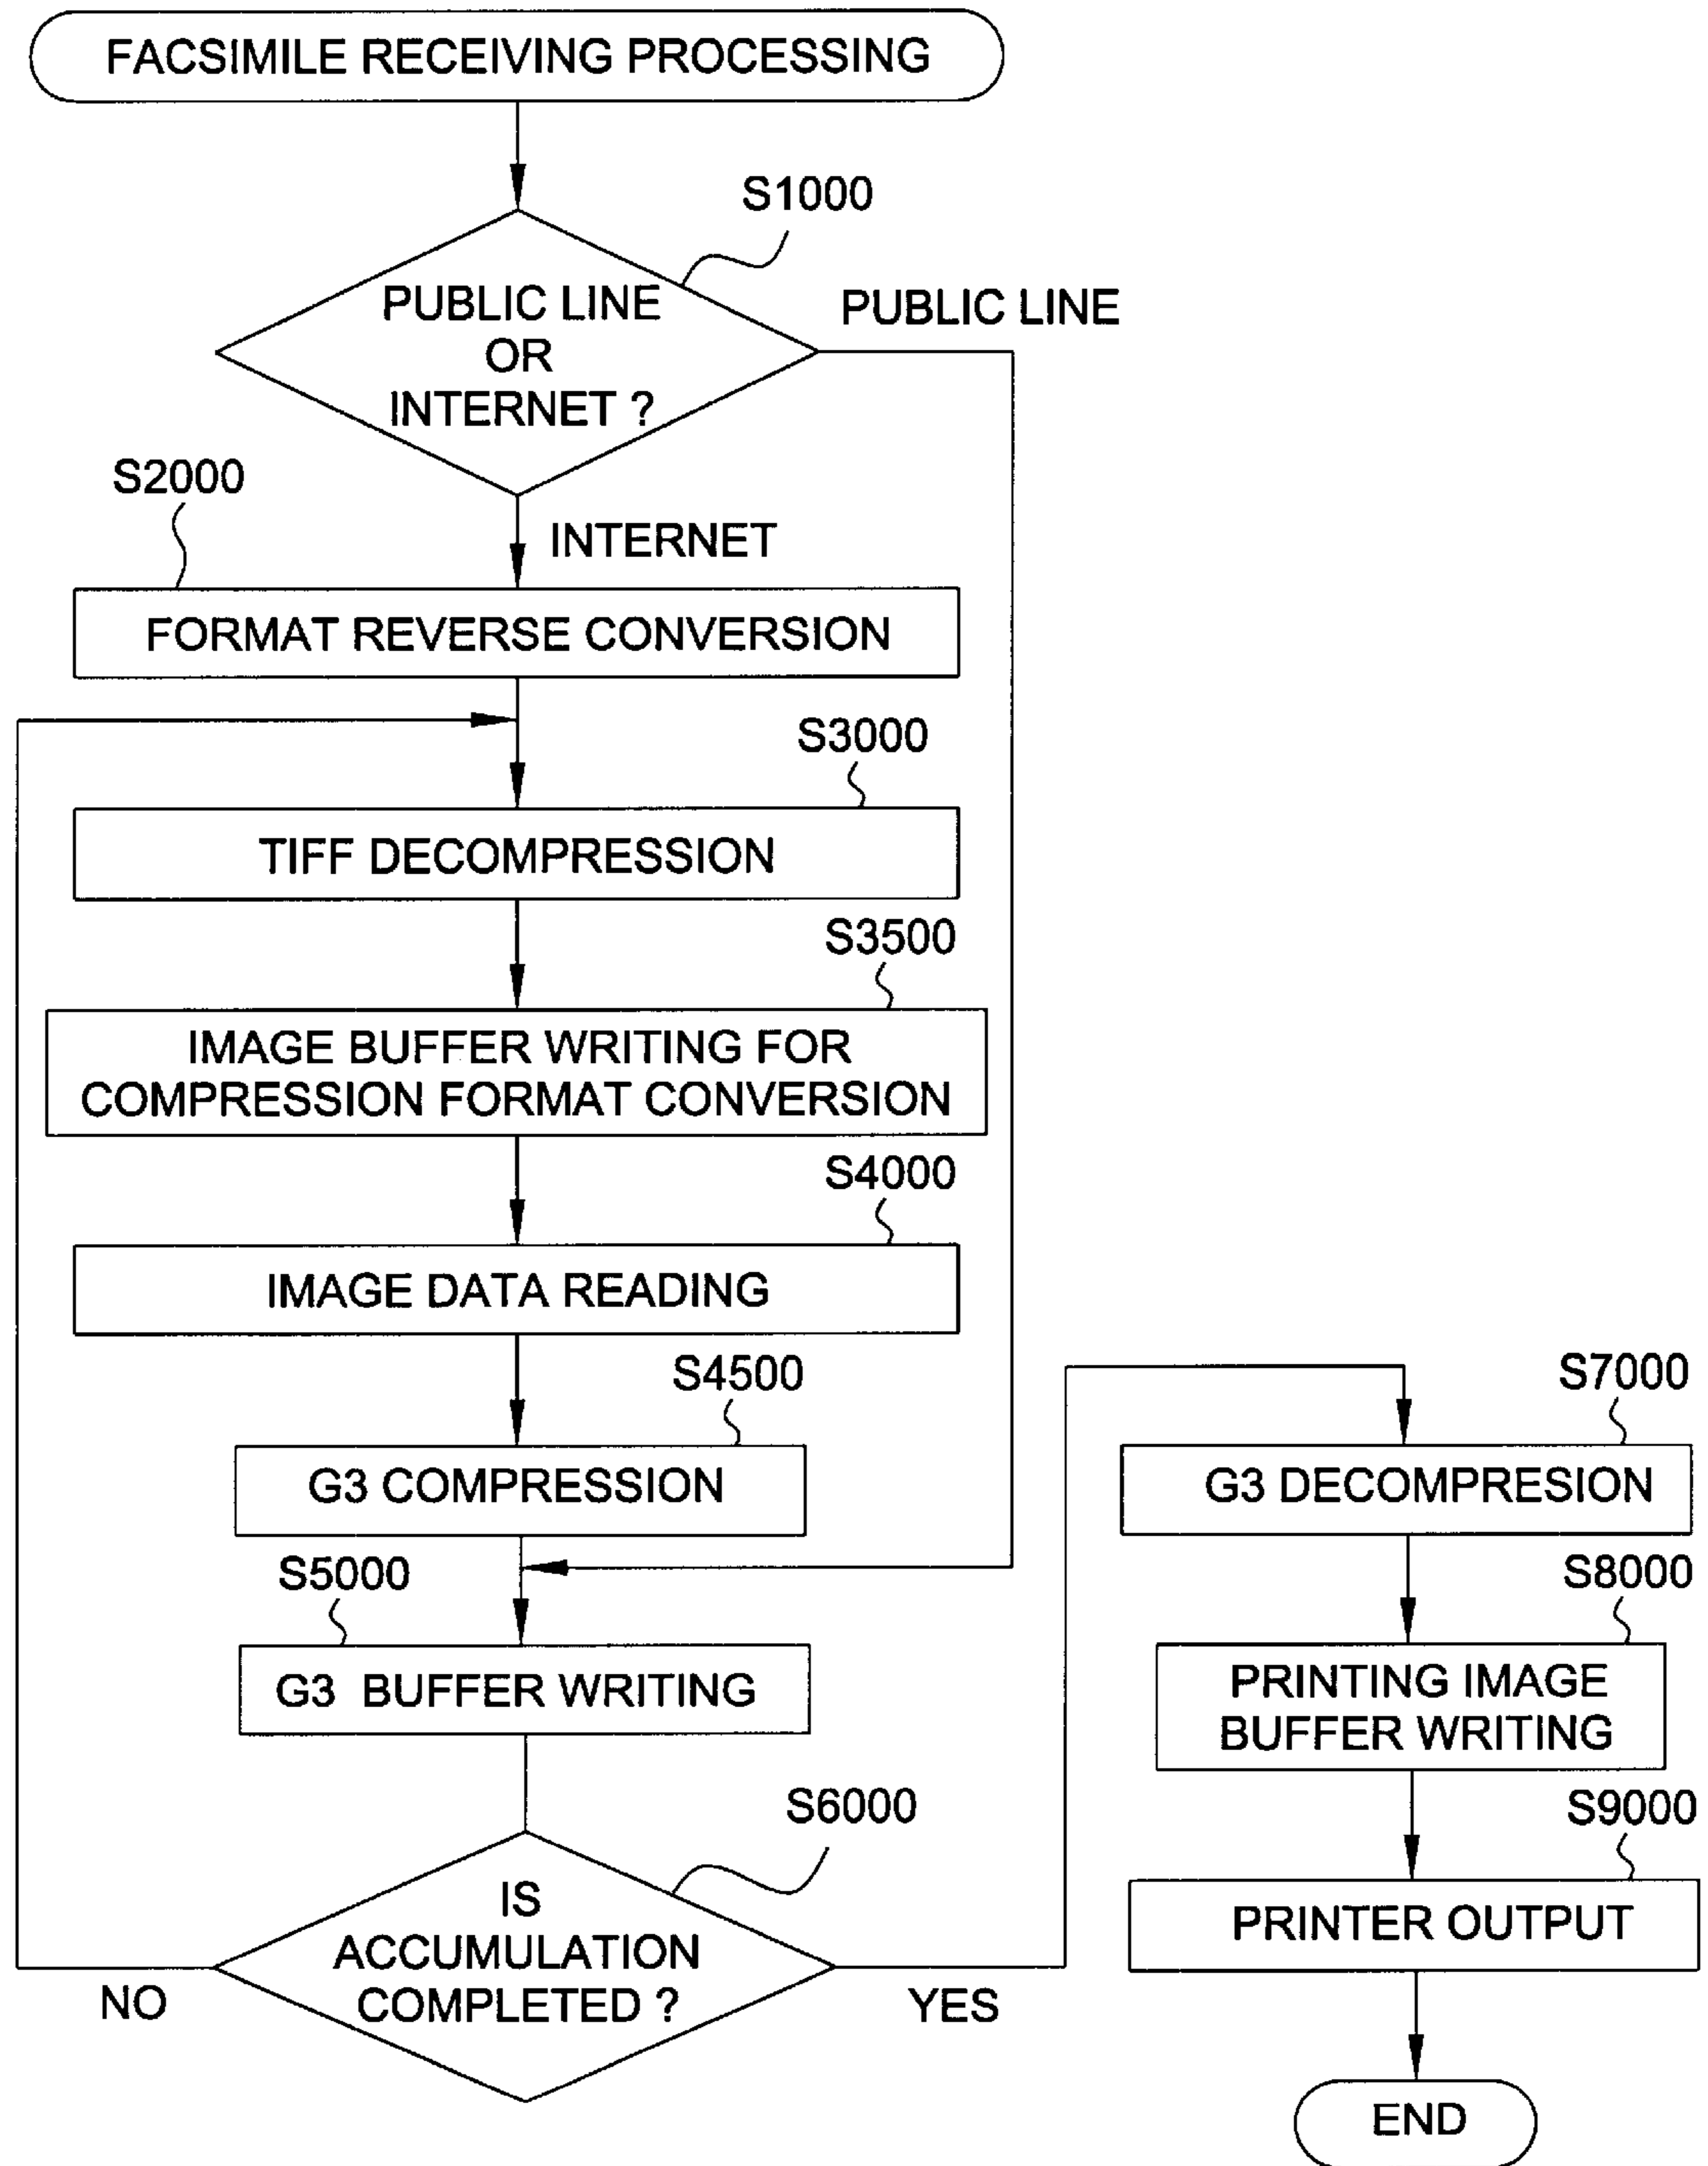 FACSIMILE RECEIVING PROCESSING
S1000
PUBLIC LINE
OR
INTERNET ?
PUBLIC LINE
S2000
INTERNET
FORMAT REVERSE CONVERSION
S3000
TIFF DECOMPRESSION
S3500
IMAGE BUFFER WRITING FOR
COMPRESSION FORMAT CONVERSION
S4000
IMAGE DATA READING
S4500
G3 COMPRESSION
S5000
G3 BUFFER WRITING
S6000
IS
ACCUMULATION
COMPLETED ?
NO
YES
S7000
G3 DECOMPRESION
S8000
PRINTING IMAGE
BUFFER WRITING
S9000
PRINTER OUTPUT
END